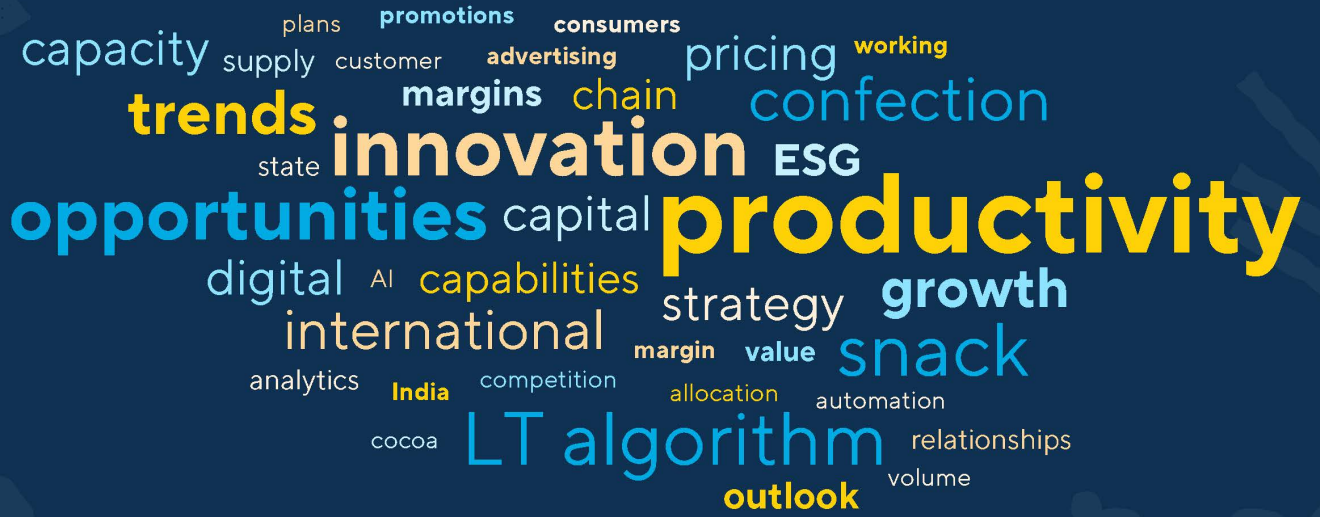 plans promotions consumers
capacity supply customer advertising pricing working
trends margins chain confection
state innovation ESG
opportunities capital productivity
digital AI capabilities strategy growth
international margin value snack
analytics India competition allocation automation
cocoa LT algorithm relationships
outlook volume